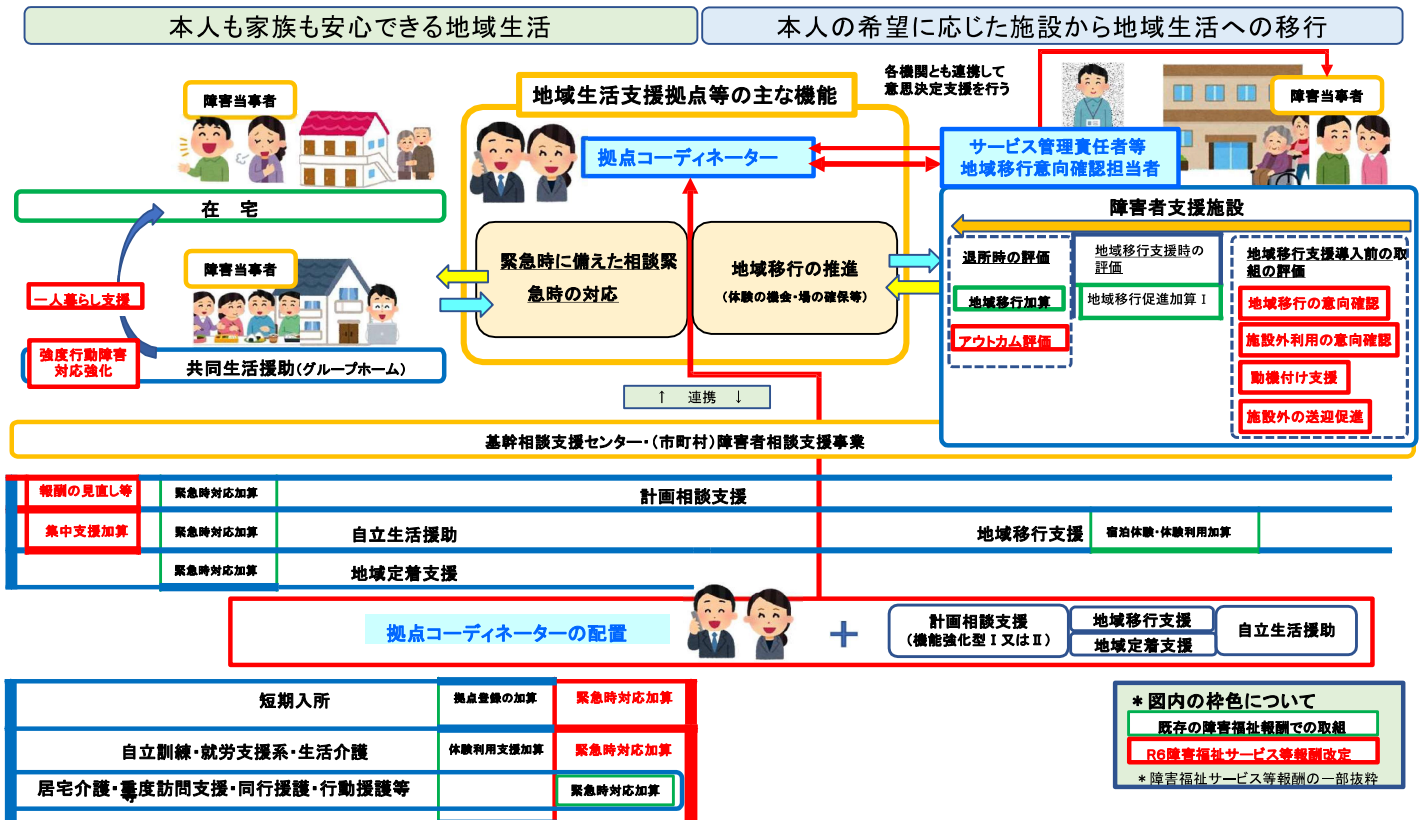 本人も家族も安心できる地域生活
本人の希望に応じた施設から地域生活への移行
障害当事者
在　宅
障害当事者
一人暮らし支援
強度行動障害
対応強化
共同生活援助(グループホーム)
地域生活支援拠点等の主な機能
拠点コーディネーター
緊急時に備えた相談緊
急時の対応
地域移行の推進
(体験の機会・場の確保等)
↑　連携　↓
各機関とも連携して
意思決定支援を行う
障害当事者
サービス管理責任者等
地域移行意向確認担当者
障害者支援施設
退所時の評価
地域移行加算
アウトカム評価
地域移行支援時の
評価
地域移行促進加算Ⅰ
地域移行支援導入前の取
組の評価
地域移行の意向確認
施設外利用の意向確認
動機付け支援
施設外の送迎促進
基幹相談支援センター・(市町村)障害者相談支援事業
報酬の見直し等
緊急時対応加算
計画相談支援
集中支援加算
緊急時対応加算
自立生活援助
地域移行支援
宿泊体験・体験利用加算
緊急時対応加算
地域定着支援
拠点コーディネーターの配置
＋
計画相談支援
(機能強化型Ⅰ又はⅡ)
地域移行支援
地域定着支援
自立生活援助
短期入所
拠点登録の加算
緊急時対応加算
自立訓練・就労支援系・生活介護
体験利用支援加算
緊急時対応加算
居宅介護・重度訪問支援・同行援護・行動援護等
緊急時対応加算
＊図内の枠色について
既存の障害福祉報酬での取組
R6障害福祉サービス等報酬改定
＊障害福祉サービス等報酬の一部抜粋